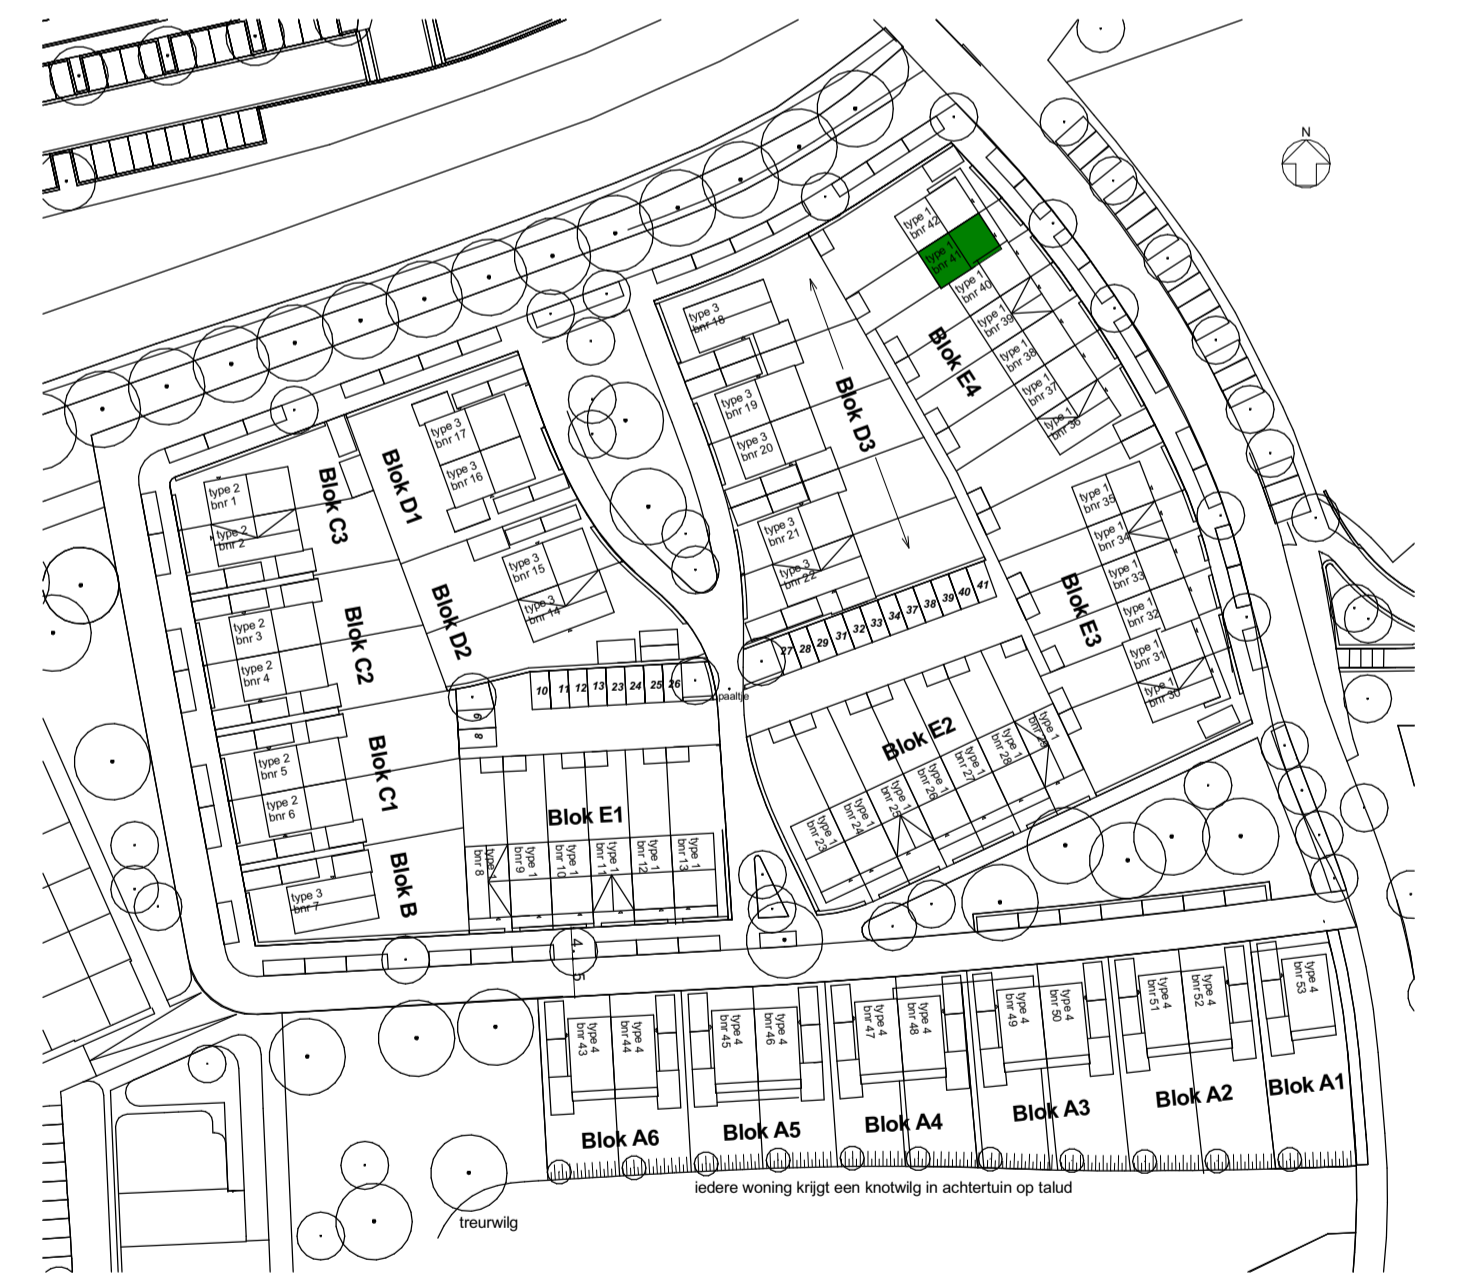 N
type 1
bnr 42
type 1
bnr 41
type 1
bnr 40
type 1
bnr 39
type 1
bnr 38
type 1
bnr 37
type 1
bnr 36
Blok E4
type 3
bnr 18
type 3
bnr 19
type 3
bnr 20
type 3
bnr 21
type 3
bnr 22
Blok D3
type 3
bnr 17
type 3
bnr 16
Blok D1
type 3
bnr 15
type 3
bnr 14
Blok D2
type 2
bnr 1
type 2
bnr 2
Blok C3
type 2
bnr 3
type 2
bnr 4
Blok C2
type 2
bnr 5
type 2
bnr 6
Blok C1
type 3
bnr 7
Blok B
type 1
bnr 35
type 1
bnr 34
type 1
bnr 33
type 1
bnr 32
type 1
bnr 31
type 1
bnr 30
Blok E3
27
28
29
31
32
33
34
37
38
39
40
41
10
11
12
13
23
24
25
26
paaltje
9
8
Blok E2
type 1
bnr 23
type 1
bnr 24
type 1
bnr 25
type 1
bnr 26
type 1
bnr 27
type 1
bnr 28
type 1
bnr 29
Blok E1
type 1
bnr 8
type 1
bnr 9
type 1
bnr 10
type 1
bnr 11
type 1
bnr 12
type 1
bnr 13
4.5
type 4
bnr 43
type 4
bnr 44
type 4
bnr 45
type 4
bnr 46
type 4
bnr 47
type 4
bnr 48
type 4
bnr 49
type 4
bnr 50
type 4
bnr 51
type 4
bnr 52
type 4
bnr 53
Blok A6
Blok A5
Blok A4
Blok A3
Blok A2
Blok A1
iedere woning krijgt een knotwilg in achtertuin op talud
treurwilg